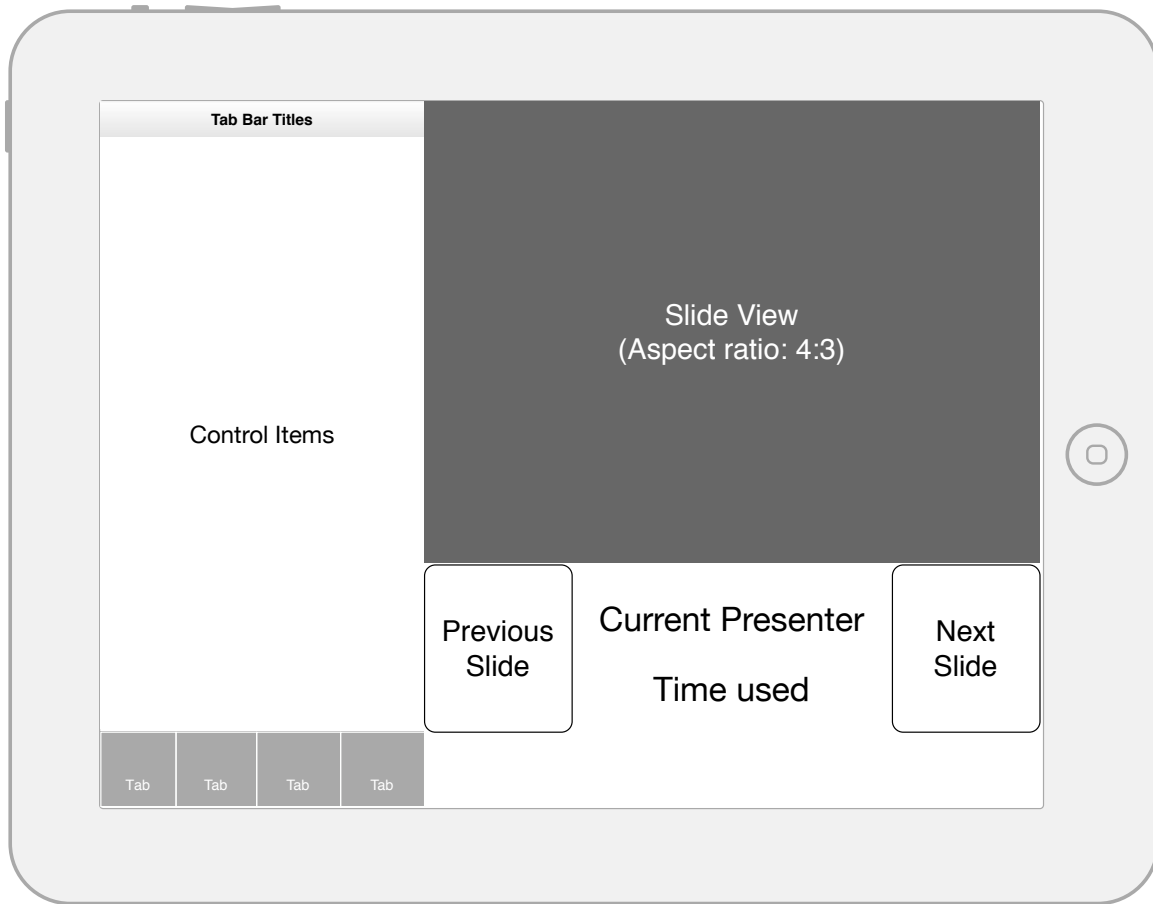 Tab Bar Titles
Control Items
Tab
Tab
Tab
Tab
Slide View
(Aspect ratio: 4:3)
Previous
Slide
Current Presenter
Time used
Next
Slide